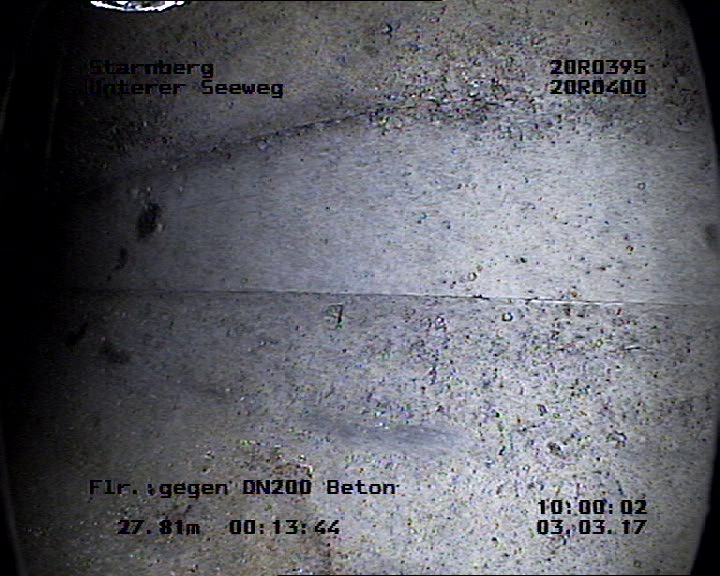 Starnberg 20R0395
Unterer Seeweg 20R0400
Flr. gegen DN200 Beton
10:00:02
27.81m 00:13:44 03.03.17